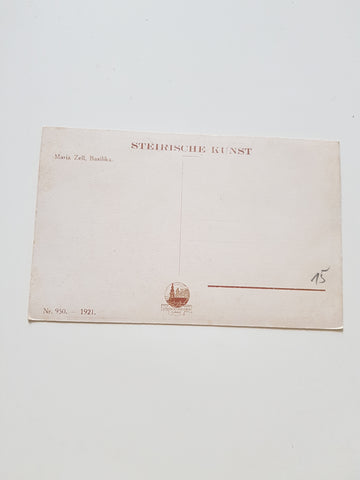 STEIRISCHE KUNST
Maria Zell, Basilika.
15
Nr. 950. — 1921.